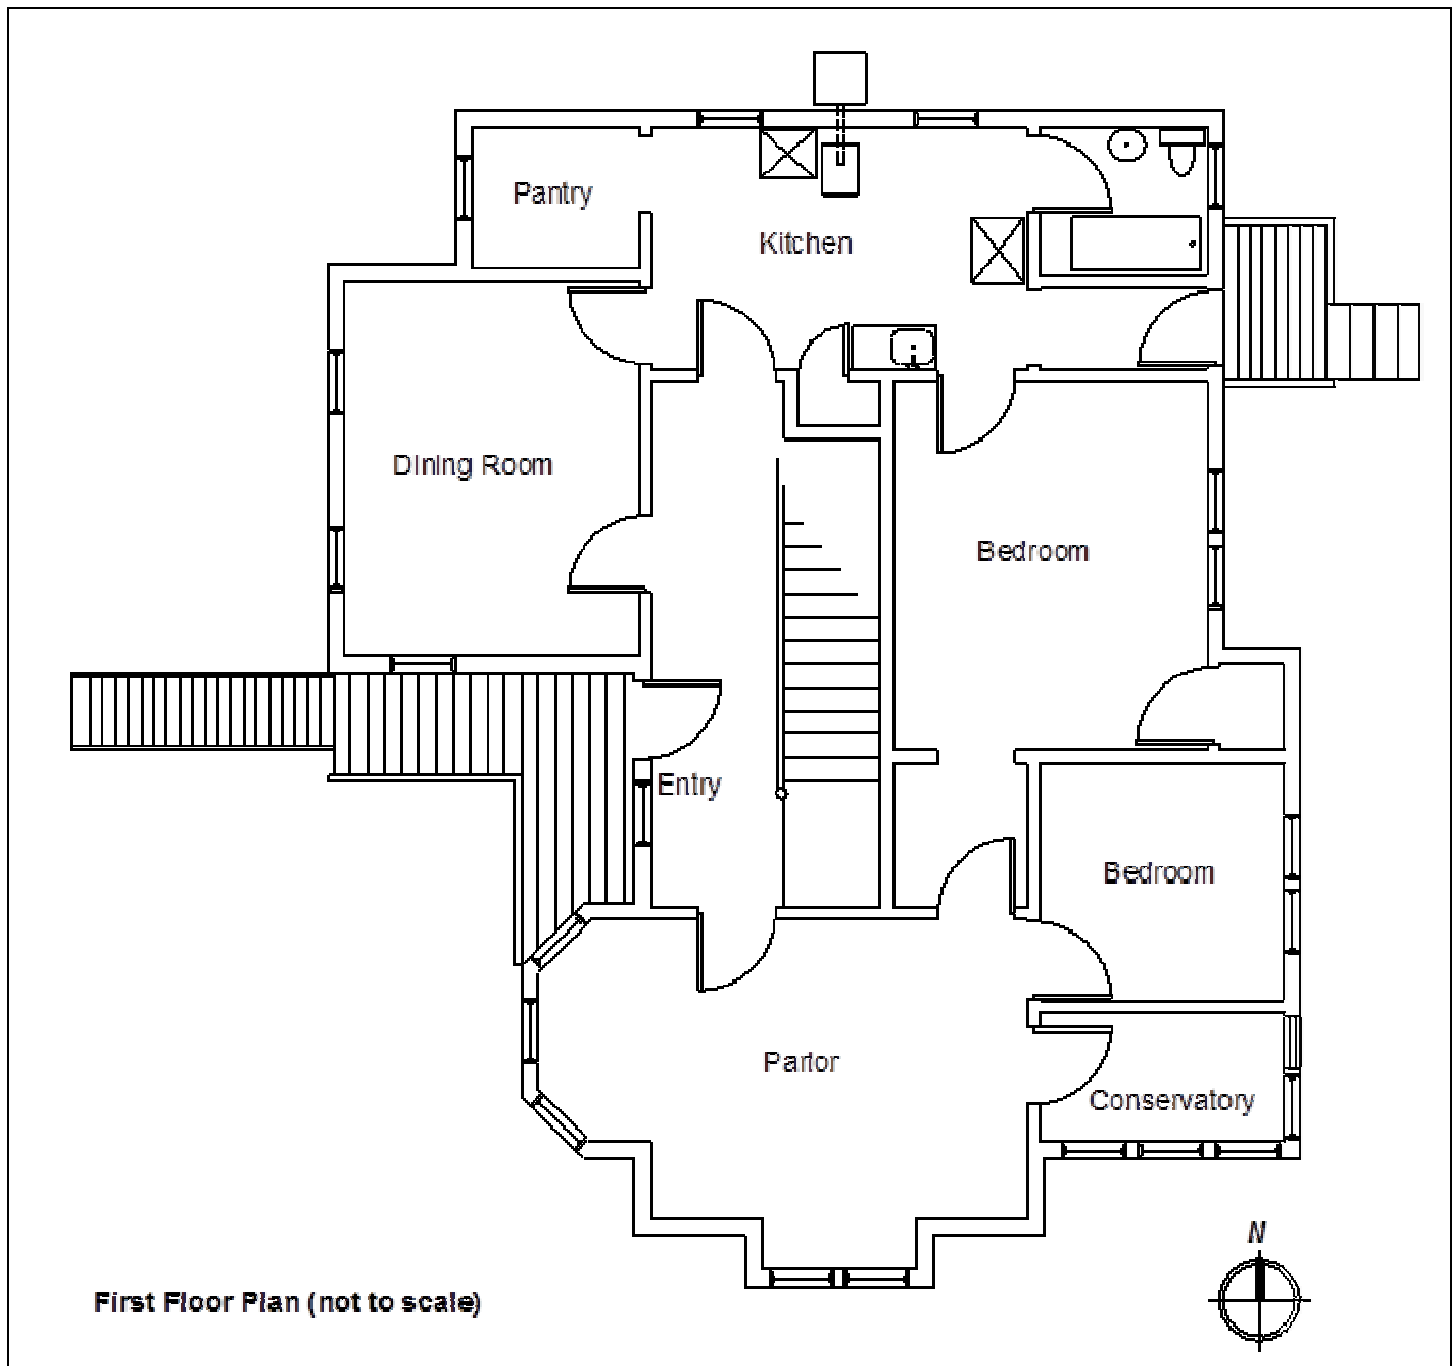 Pantry
Kitchen
Dining Room
Bedroom
Entry
Bedroom
Parlor
Conservatory
N
First Floor Plan (not to scale)